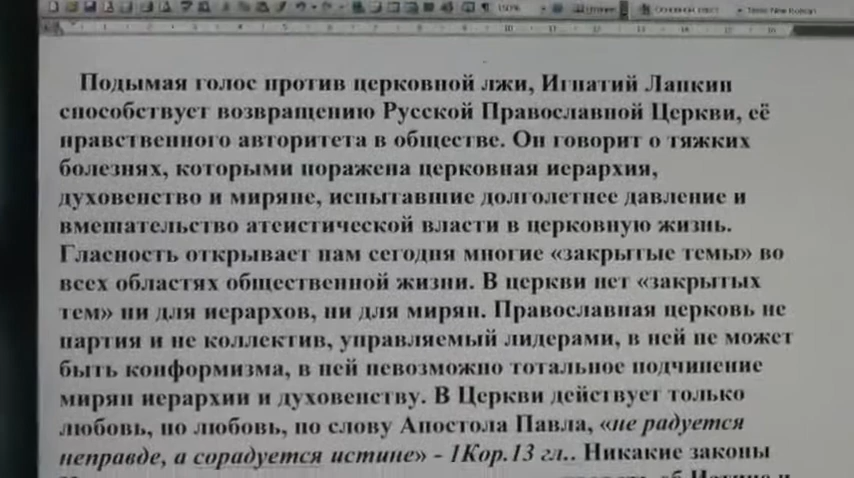 150%
Подымая голос против церковной лжи, Игнатий Лапкин
способствует возвращению Русской Православной Церкви, её
нравственного авторитета в обществе. Он говорит о тяжких
болезнях, которыми поражена церковная иерархия,
духовенство и миряне, испытавшие долголетнее давление и
вмешательство атеистической власти в церковную жизнь.
Гласность открывает нам сегодня многие «закрытые темы» во
всех областях общественной жизни. В церкви нет «закрытых
тем» ни для иерархов, ни для мирян. Православная церковь не
партия и не коллектив, управляемый лидерами, в ней не может
быть конформизма, в ней невозможно тотальное подчинение
мирян иерархии и духовенству. В Церкви действует только
любовь, но любовь, по слову Апостола Павла, «не радуется
неправде, а сорадуется истине» - 1Кор.13 гл.. Никакие законы